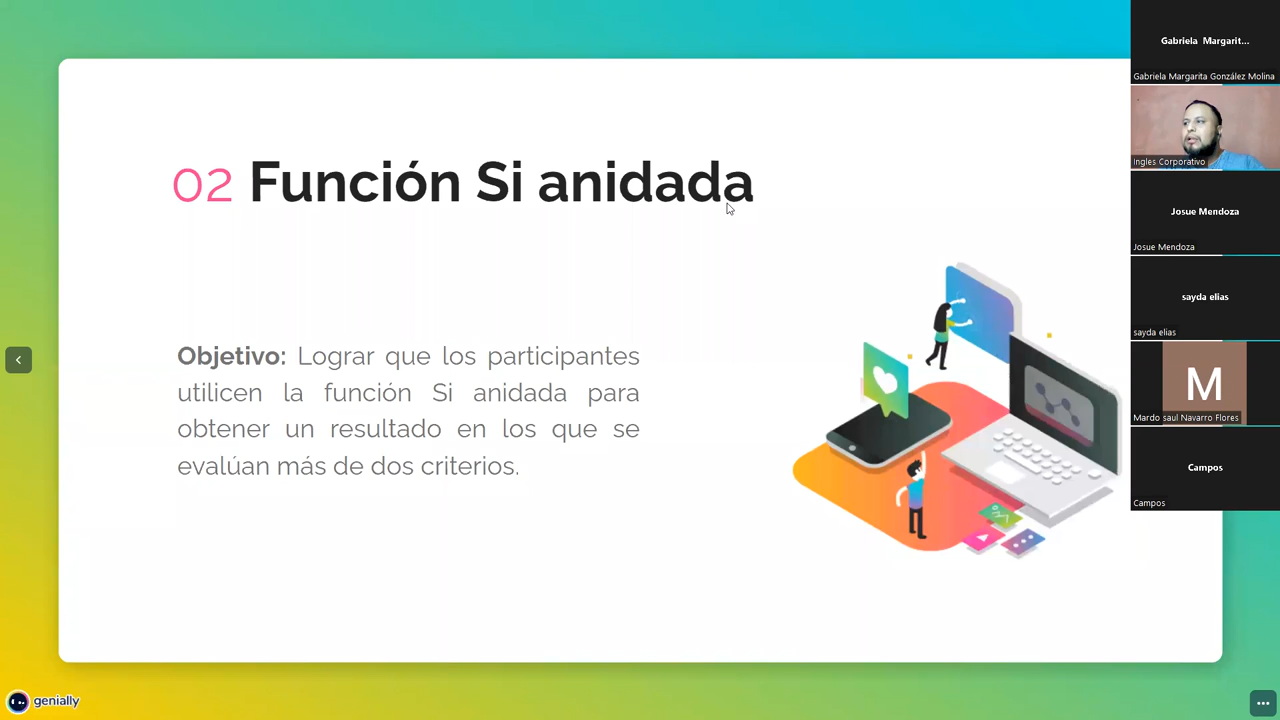 02 Función Si anidada
Objetivo: Lograr que los participantes
utilicen la función Si anidada para
obtener un resultado en los que se
evalúan más de dos criterios.
genially
Gabriela Margarit...
Gabriela Margarita González Molina
Ingles Corporativo
Josue Mendoza
Josue Mendoza
sayda elias
sayda elias
M
Mardo saul Navarro Flores
Campos
Campos